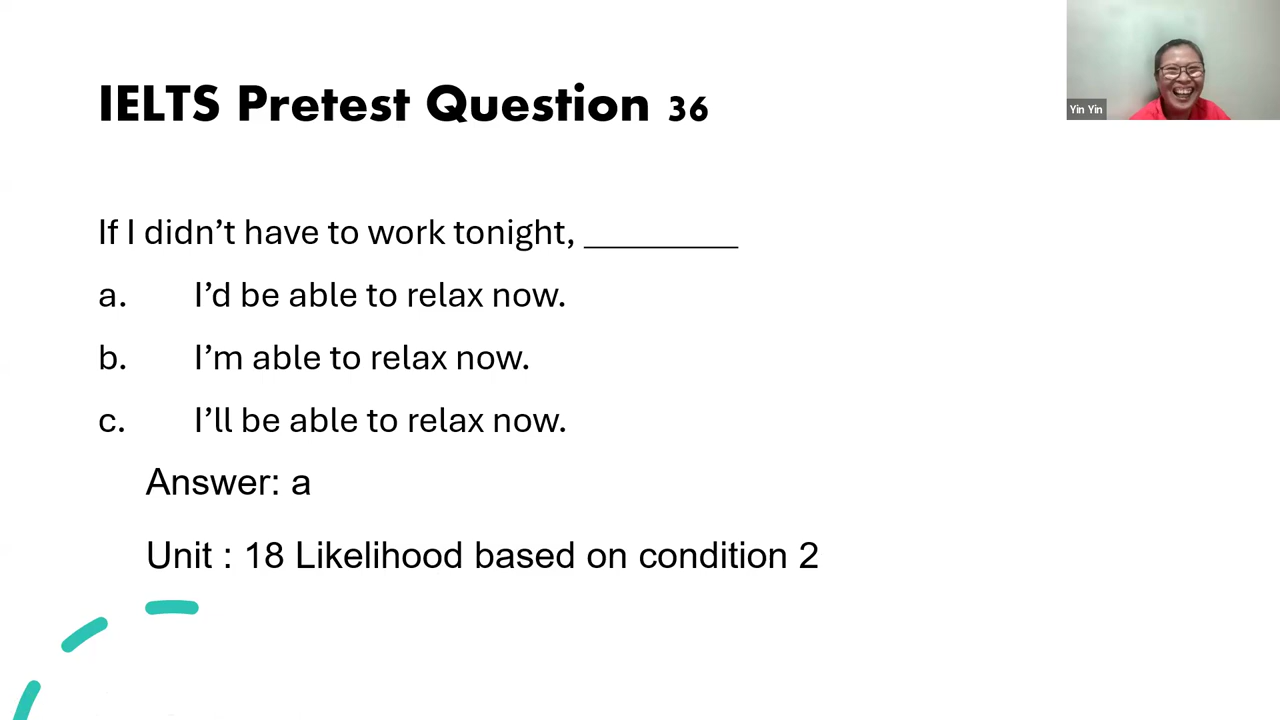 IELTS Pretest Question 36
Yin Yin
If I didn’t have to work tonight, _________
a. I’d be able to relax now.
b. I’m able to relax now.
c. I’ll be able to relax now.
Answer: a
Unit : 18 Likelihood based on condition 2